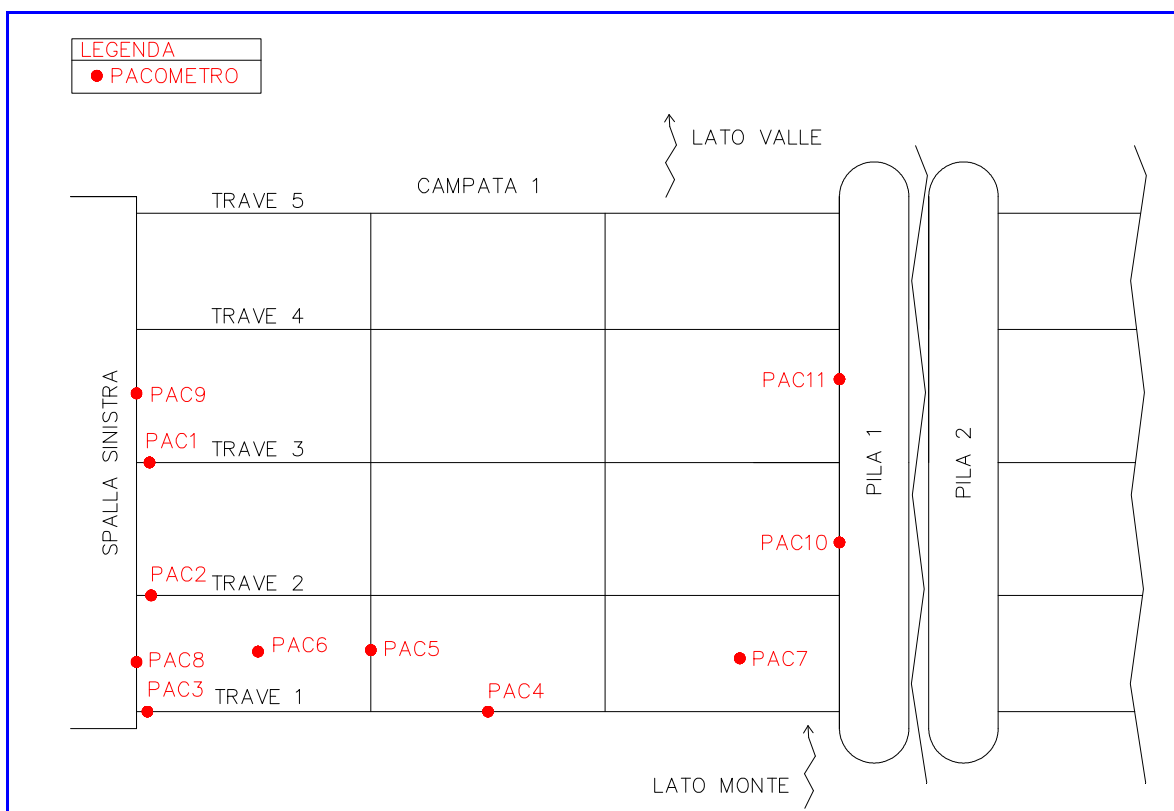 LEGENDA
PACOMETRO
LATO VALLE
CAMPATA 1
TRAVE 5
TRAVE 4
SPALLA SINISTRA
PAC9
PAC11
PAC1
TRAVE 3
PILA 1
PILA 2
PAC10
PAC2
TRAVE 2
PAC8
PAC6
PAC5
PAC7
PAC3
TRAVE 1
PAC4
LATO MONTE